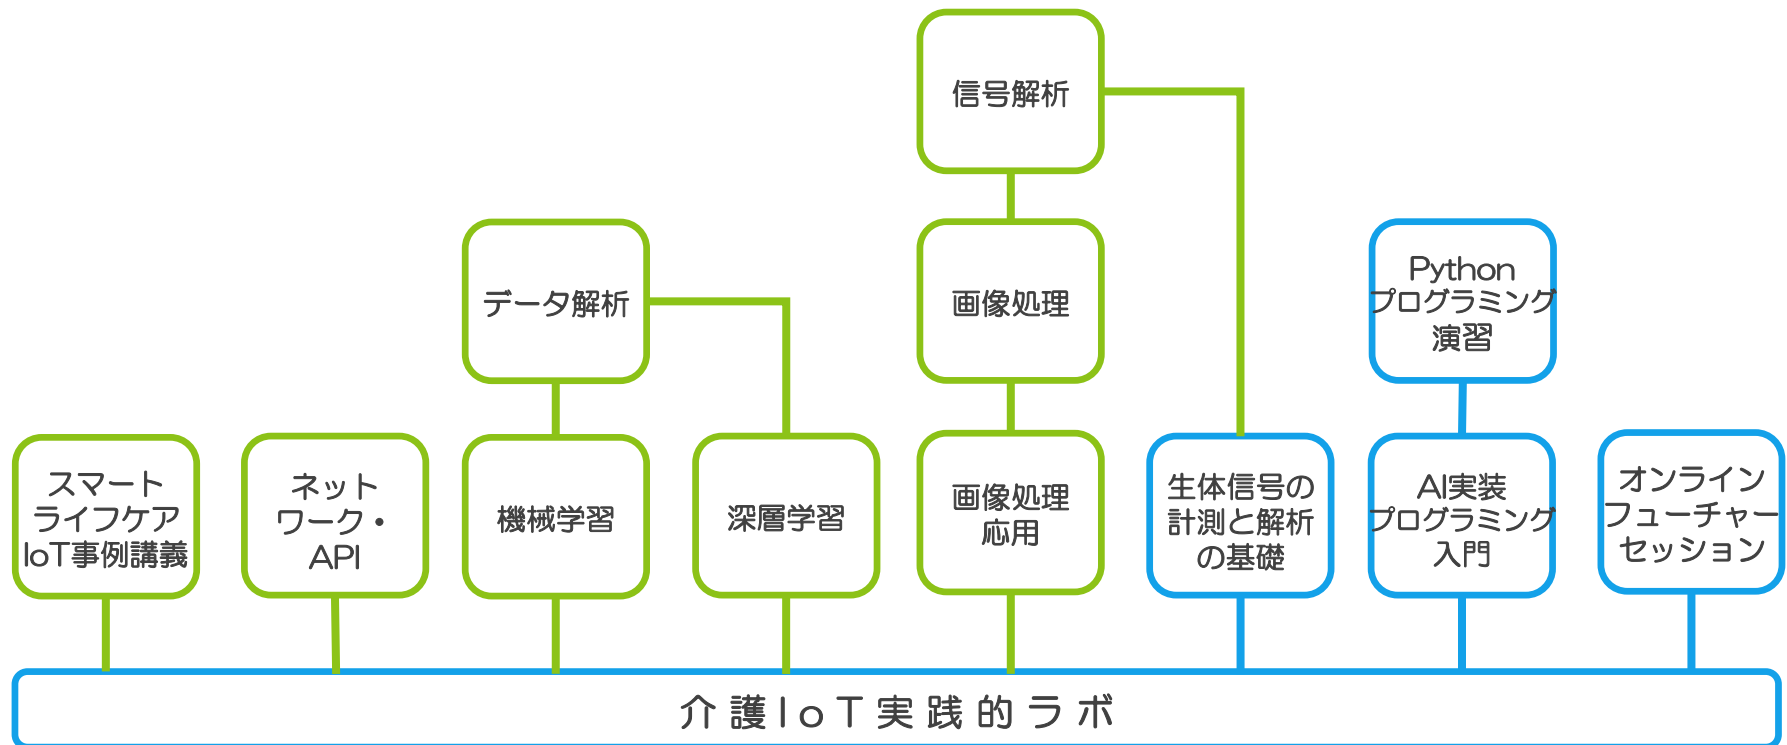 信号解析
データ解析
画像処理
Python
プログラミング
演習
スマート
ライフケア
IoT事例講義
ネット
ワーク・
API
機械学習
深層学習
画像処理
応用
生体信号の
計測と解析
の基礎
AI実装
プログラミング
入門
オンライン
フューチャー
セッション
介護IoT実践的ラボ